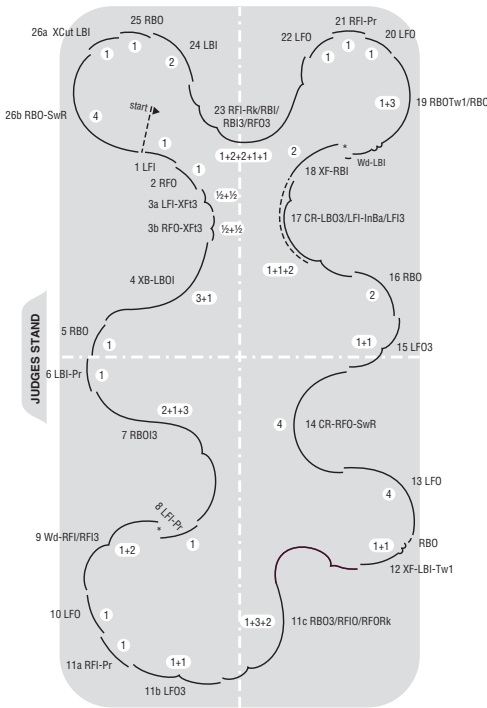 26a XCut LBI
25 RBO
24 LBI
22 LFO
21 RFI-Pr
20 LFO
1
1
2
1
1
1
26b RBO-SwR
4
start
1
23 RFI-Rk/RBI/
RBI3/RFO3
1+2+2+1+1
19 RBOTw1/RBO
1+3
2
*
Wd-LBI
1 LFI
2 RFO
1
18 XF-RBI
3a LFI-XFt3
½+½
17 CR-LBO3/LFI-InBa/LFI3
3b RFO-XFt3
½+½
1+1+2
4 XB-LBOI
3+1
16 RBO
2
5 RBO
1
1+1
15 LFO3
JUDGES STAND
6 LBI-Pr
1
2+1+3
7 RBOI3
4
14 CR-RFO-SwR
13 LFO
4
8 LFI-Pr
*
1
9 Wd-RFI/RFI3
1+2
1+1
RBO
12 XF-LBI-Tw1
10 LFO
1
1+3+2
11c RBO3/RFIO/RFORk
1
11a RFI-Pr
1+1
11b LFO3